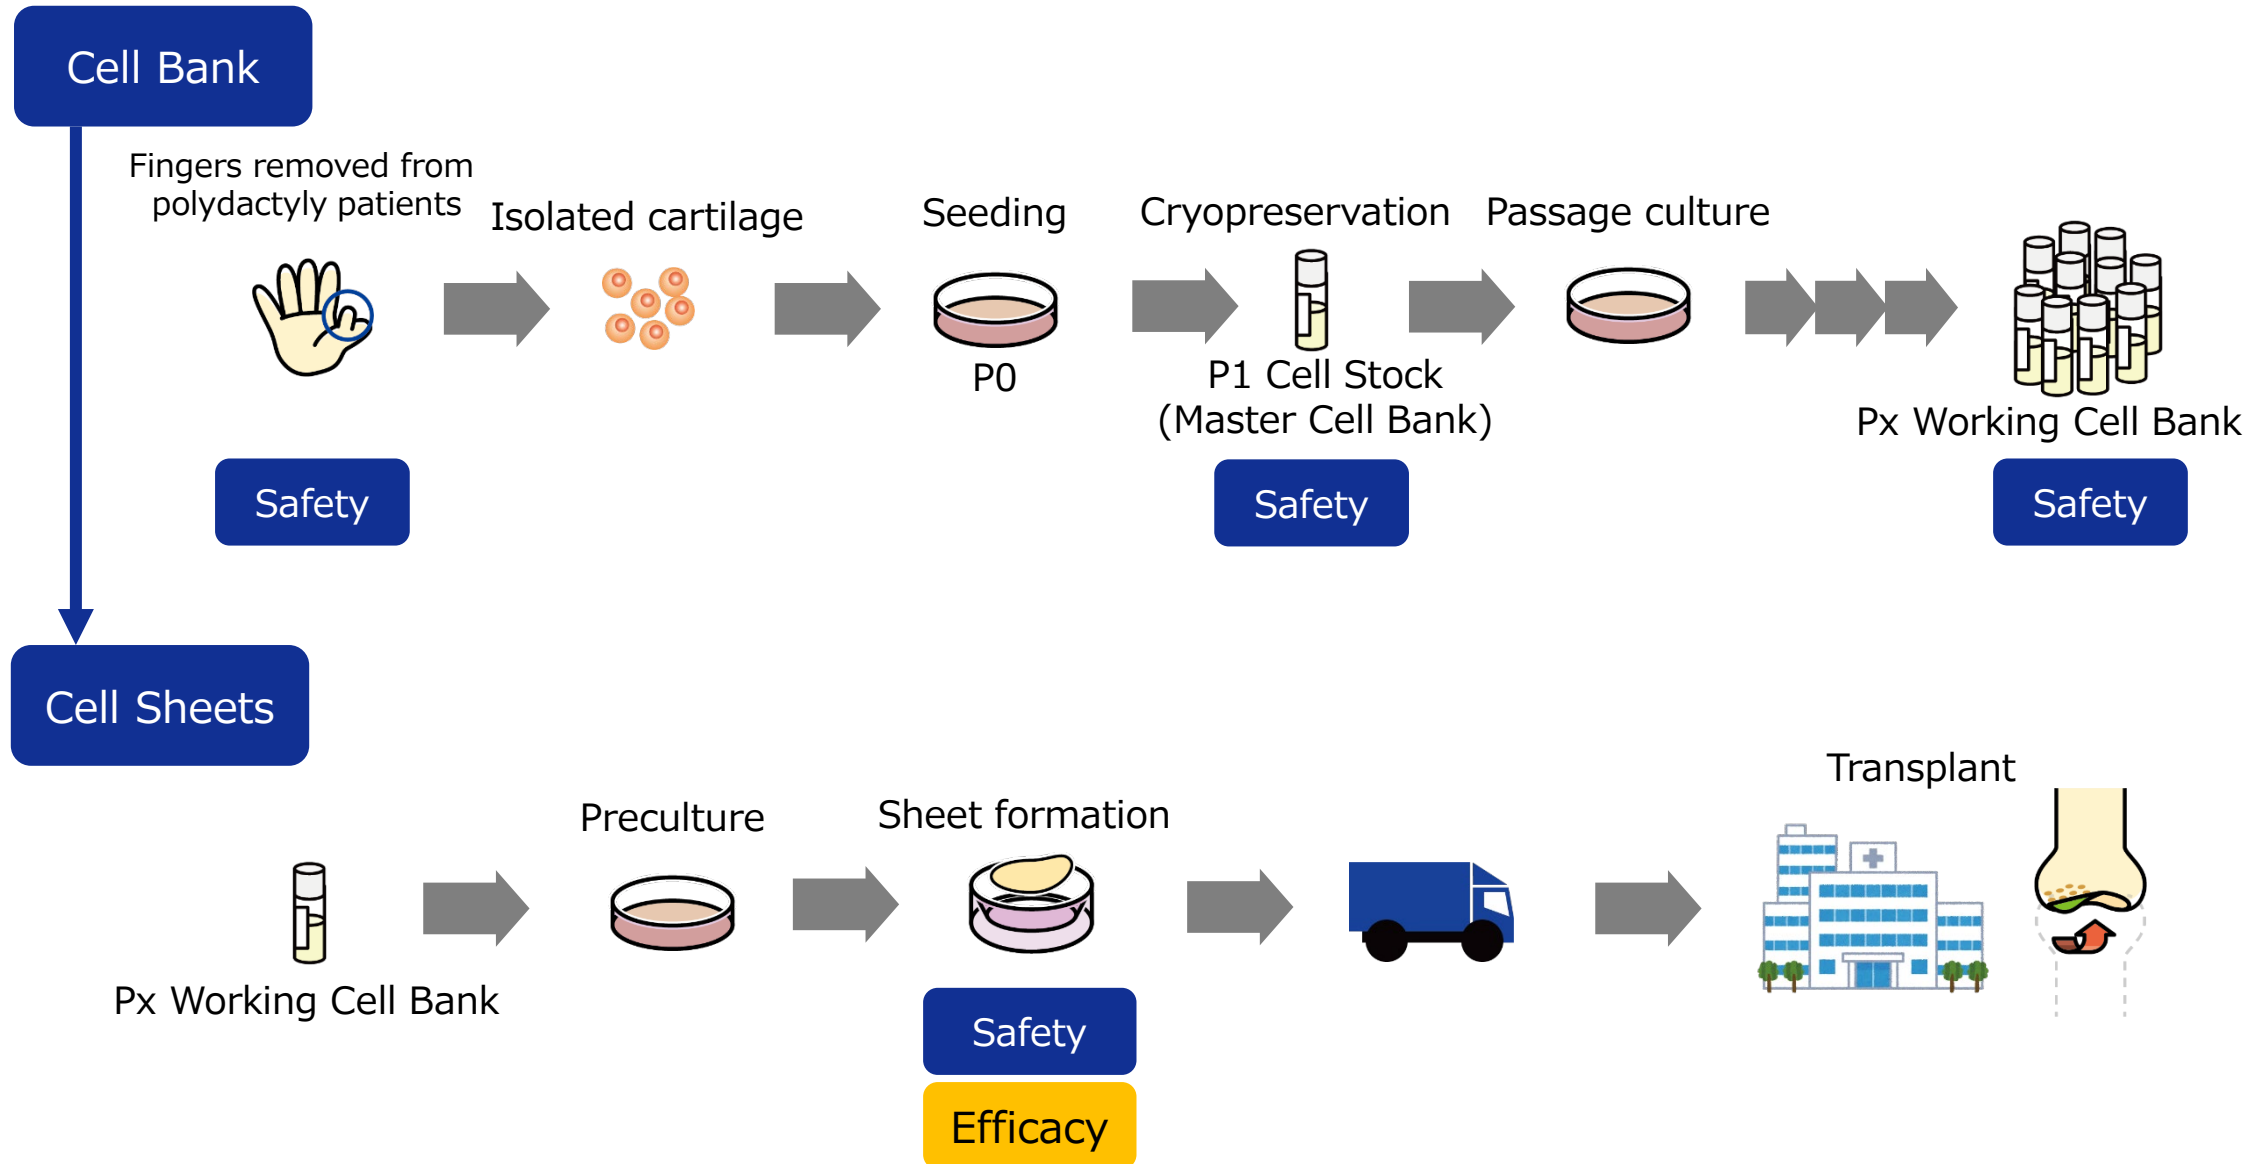 Cell Bank
Fingers removed from
polydactyly patients
Isolated cartilage
Seeding
Cryopreservation
Passage culture
P0
P1 Cell Stock
(Master Cell Bank)
Px Working Cell Bank
Safety
Safety
Safety
Cell Sheets
Preculture
Sheet formation
Transplant
Px Working Cell Bank
Safety
Efficacy